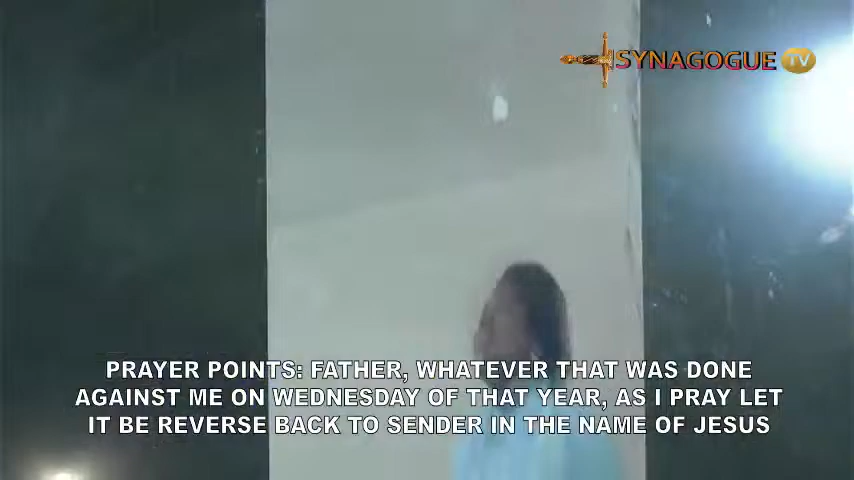 SYNAGOGUE TV
PRAYER POINTS: FATHER, WHATEVER THAT WAS DONE
AGAINST ME ON WEDNESDAY OF THAT YEAR, AS I PRAY LET
IT BE REVERSE BACK TO SENDER IN THE NAME OF JESUS